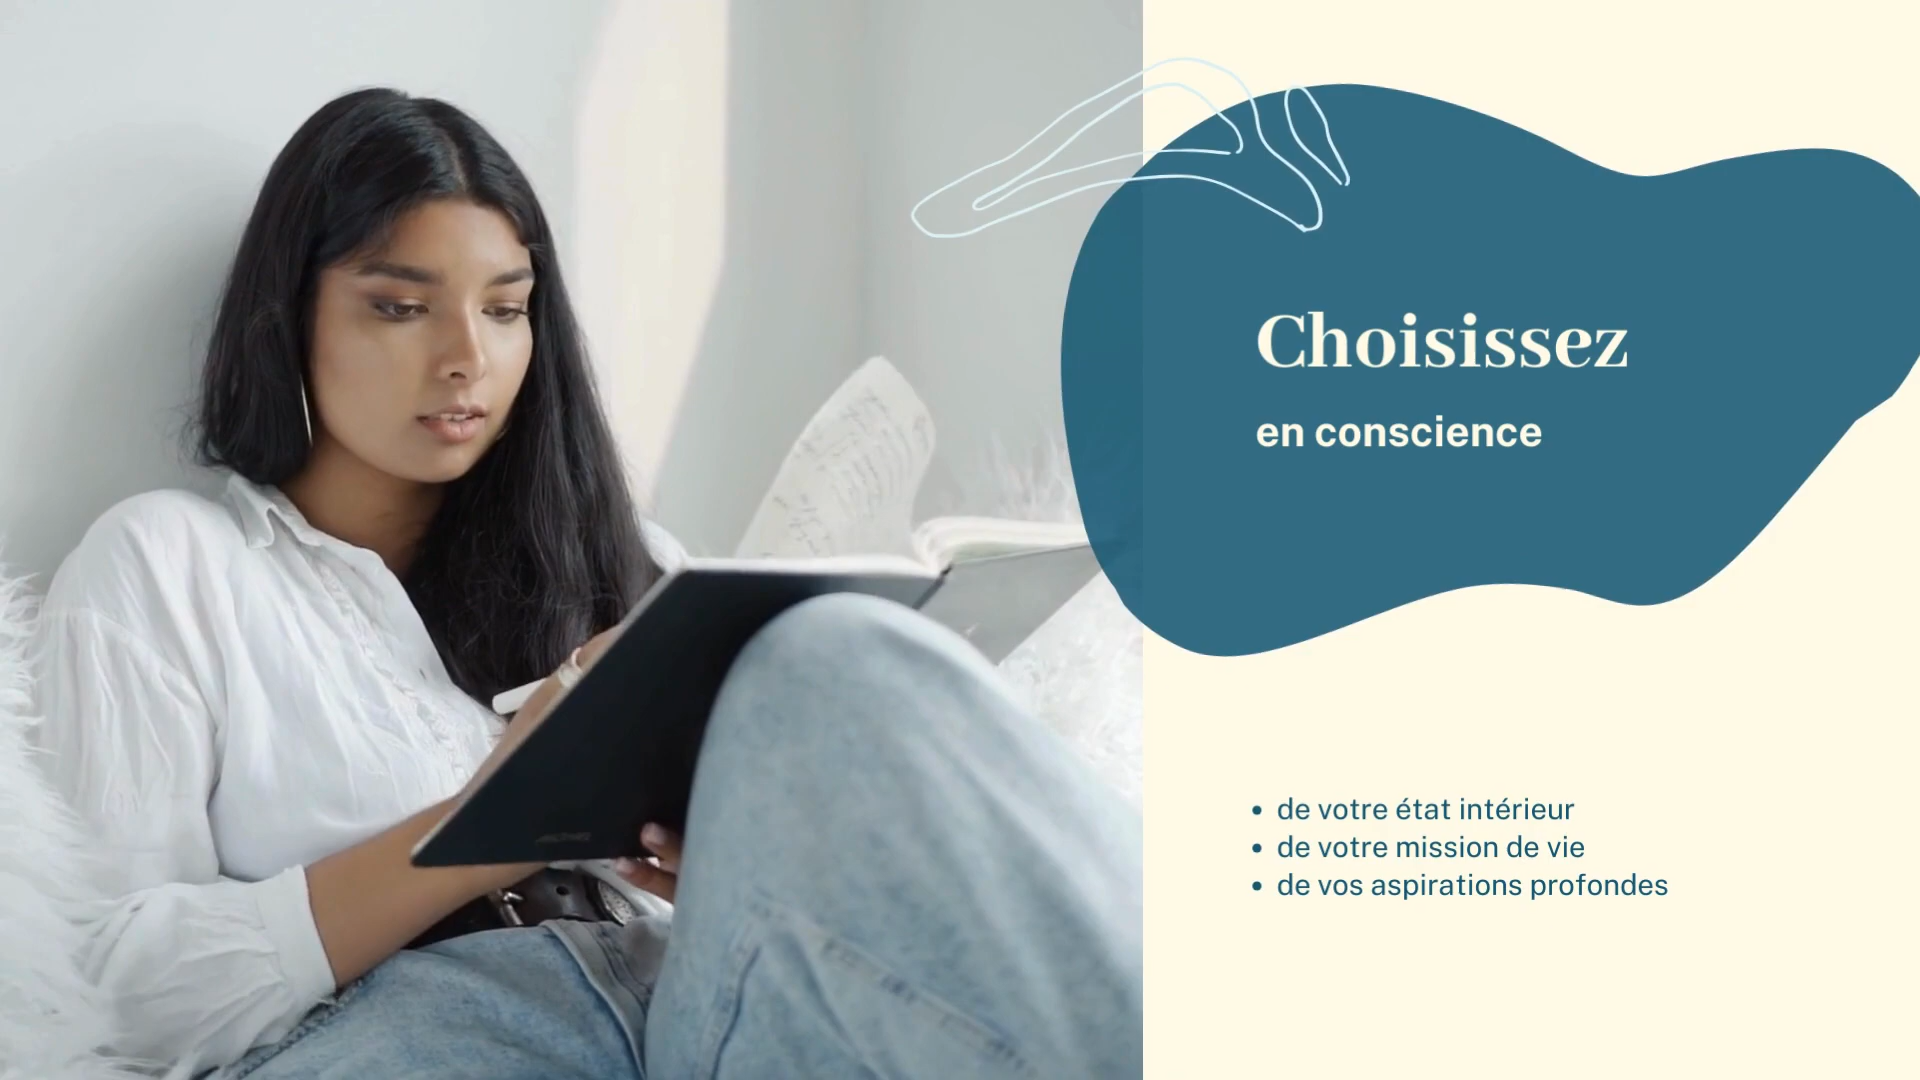 Choisissez
en conscience
• de votre état intérieur
• de votre mission de vie
• de vos aspirations profondes